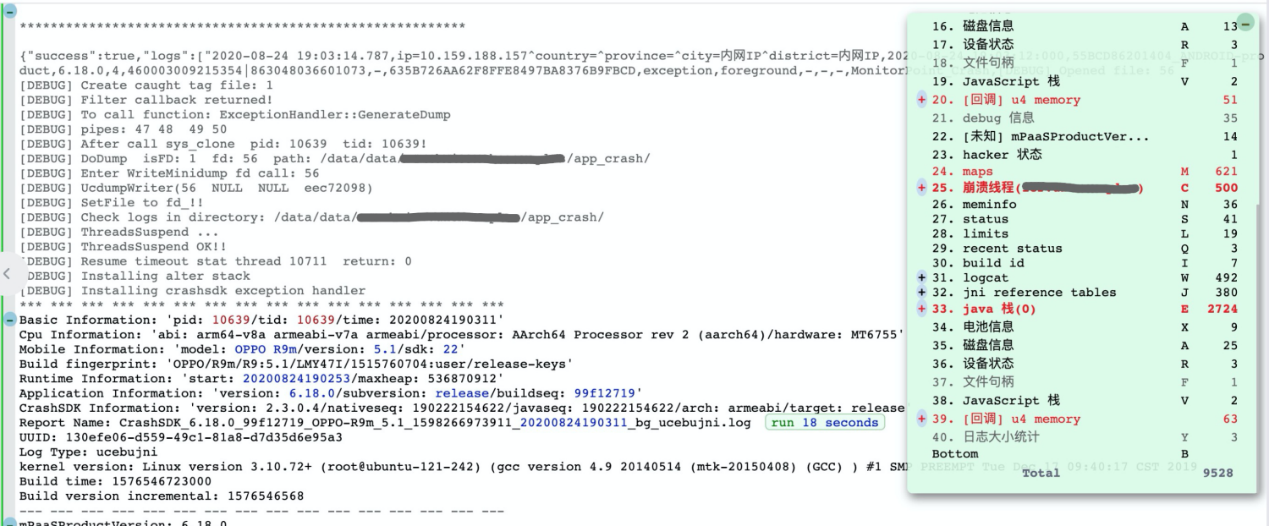 ********************************************************
{"success":true,"logs":["2020-08-24 19:03:14.787,ip=10.159.188.157^country=^province=^city=内网IP^district=内网IP,202
duct,6.18.0,4,460003009215354|863048036601073,-,635B726AA62F8FFE8497BA8376B9FBCD,exception,foreground,-,-,-,Monitor Opened file: 56
[DEBUG] Create caught tag file: 1
[DEBUG] Filter callback returned!
[DEBUG] To call function: ExceptionHandler::GenerateDump
[DEBUG] pipes: 47 48  49 50
[DEBUG] After call sys_clone  pid: 10639  tid: 10639!
[DEBUG] DoDump  isFD: 1  fd: 56  path: /data/data/ /app_crash/
[DEBUG] Enter WriteMinidump fd call: 56
[DEBUG] UcdumpWriter(56  NULL  NULL  eec72098)
[DEBUG] SetFile to fd_!!
[DEBUG] Check logs in directory: /data/data/ /app_crash/
[DEBUG] ThreadsSuspend ...
[DEBUG] ThreadsSuspend OK!!
[DEBUG] Resume timeout stat thread 10711  return: 0
[DEBUG] Installing alter stack
[DEBUG] Installing crashsdk exception handler
*** *** *** *** *** *** *** *** *** *** *** *** *** *** *** ***
Basic Information: 'pid: 10639/tid: 10639/time: 20200824190311'
Cpu Information: 'abi: arm64-v8a armeabi-v7a armeabi/processor: AArch64 Processor rev 2 (aarch64)/hardware: MT6755'
Mobile Information: 'model: OPPO R9m/version: 5.1/sdk: 22'
Build fingerprint: 'OPPO/R9m/R9:5.1/LMY47I/1515760704:user/release-keys'
Runtime Information: 'start: 20200824190253/maxheap: 536870912'
Application Information: 'version: 6.18.0/subversion: release/buildseq: 99f12719'
CrashSDK Information: 'version: 2.3.0.4/nativeseq: 190222154622/javaseq: 190222154622/arch: armeabi/target: release
Report Name: CrashSDK_6.18.0_99f12719_OPPO-R9m_5.1_1598266973911_20200824190311_bg_ucebujni.log  run 18 seconds
UUID: 130efe06-d559-49c1-81a8-d7d35d6e95a3
Log Type: ucebujni
kernel version: Linux version 3.10.72+ (root@ubuntu-121-242) (gcc version 4.9 20140514 (mtk-20150408) (GCC) ) #1 SMP PREEMPT Tue Dec 17 09:40:17 CST 2019
Build time: 1576546723000
Build version incremental: 1576546568
--- --- --- --- --- --- --- --- --- --- --- --- --- --- --- ---
mPaaSProductVersion: 6.18.0
16. 磁盘信息 A 13
17. 设备状态 R 3
18. 文件句柄 F 1
19. JavaScript 栈 V 2
+ 20. [回调] u4 memory 51
21. debug 信息 35
22. [未知] mPaaSProductVer... 14
23. hacker 状态 1
24. maps M 621
+ 25. 崩溃线程( ) C 500
26. meminfo N 36
27. status S 41
28. limits L 19
29. recent status Q 3
30. build id I 7
+ 31. logcat W 492
+ 32. jni reference tables J 380
+ 33. java 栈(0) E 2724
34. 电池信息 X 9
35. 磁盘信息 A 25
36. 设备状态 R 3
37. 文件句柄 F 1
38. JavaScript 栈 V 2
+ 39. [回调] u4 memory 63
40. 日志大小统计 Y 3
Bottom B
Total 9528